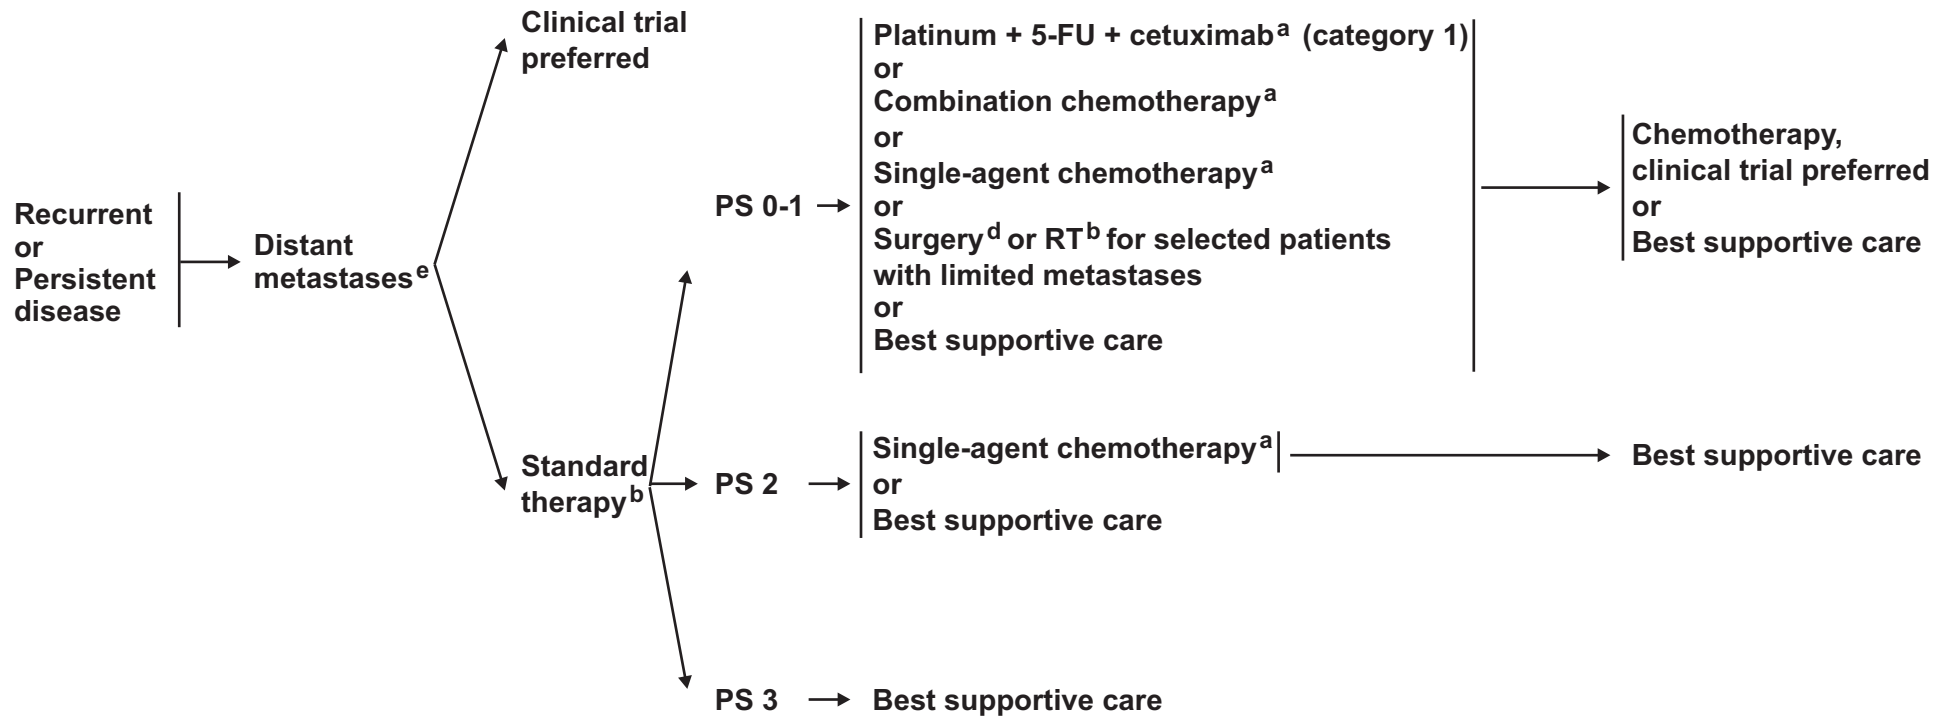 Recurrent
or
Persistent
disease
Distant
metastases e
Clinical trial
preferred
Standard
therapy b
PS 0-1
Platinum + 5-FU + cetuximab a (category 1)
or
Combination chemotherapy a
or
Single-agent chemotherapy a
or
Surgery d or RT b for selected patients
with limited metastases
or
Best supportive care
Chemotherapy,
clinical trial preferred
or
Best supportive care
PS 2
Single-agent chemotherapy a
or
Best supportive care
Best supportive care
PS 3
Best supportive care